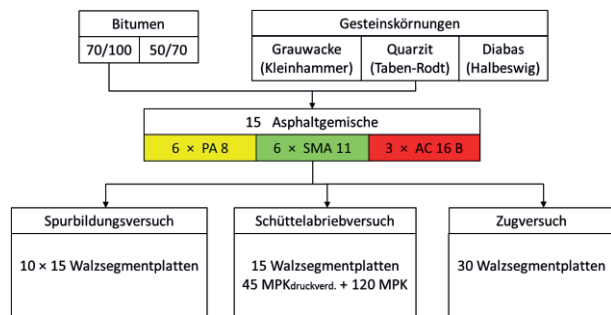 Bitumen
70/100 50/70
Gesteinskörnungen
Grauwacke Quarzit Diabas
(Kleinhammer) (Taben-Rodt) (Halbeswig)
15 Asphaltgemische
6 × PA 8 6 × SMA 11 3 × AC 16 B
Spurbildungsversuch
10 × 15 Walzsegmentplatten
Schüttelabriebversuch
15 Walzsegmentplatten
45 MPKdruckverd. + 120 MPK
Zugversuch
30 Walzsegmentplatten